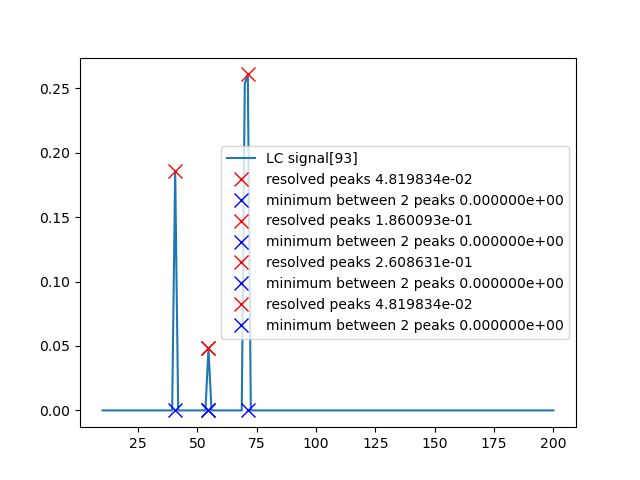 0.25
0.20
0.15
0.10
0.05
0.00
LC signal[93]
resolved peaks 4.819834e-02
minimum between 2 peaks 0.000000e+00
resolved peaks 1.860093e-01
minimum between 2 peaks 0.000000e+00
resolved peaks 2.608631e-01
minimum between 2 peaks 0.000000e+00
resolved peaks 4.819834e-02
minimum between 2 peaks 0.000000e+00
25 50 75 100 125 150 175 200